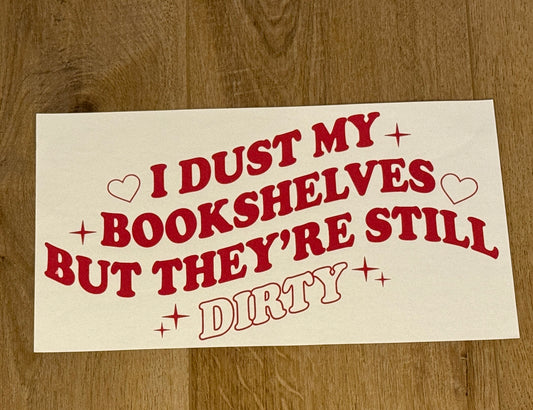 I DUST MY
BOOKSHELVES
BUT THEY'RE STILL
DIRTY